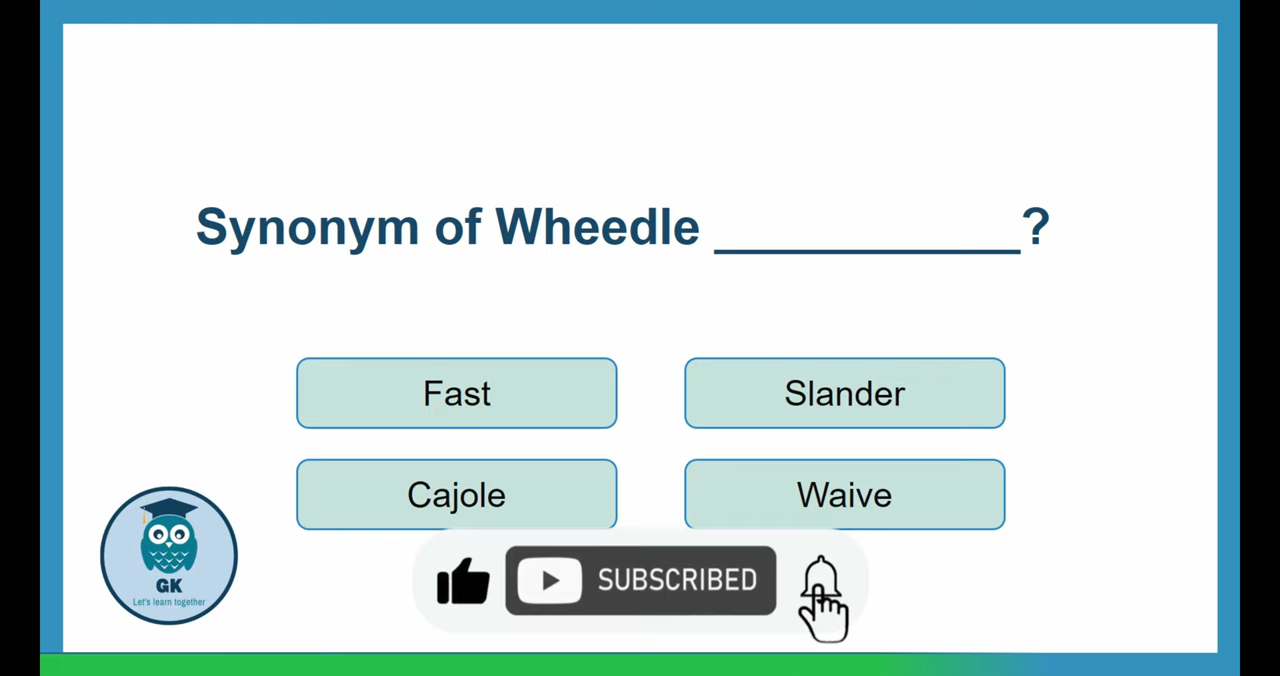 Synonym of Wheedle ___________?
Fast
Slander
Cajole
Waive
GK
Let's learn together
SUBSCRIBED